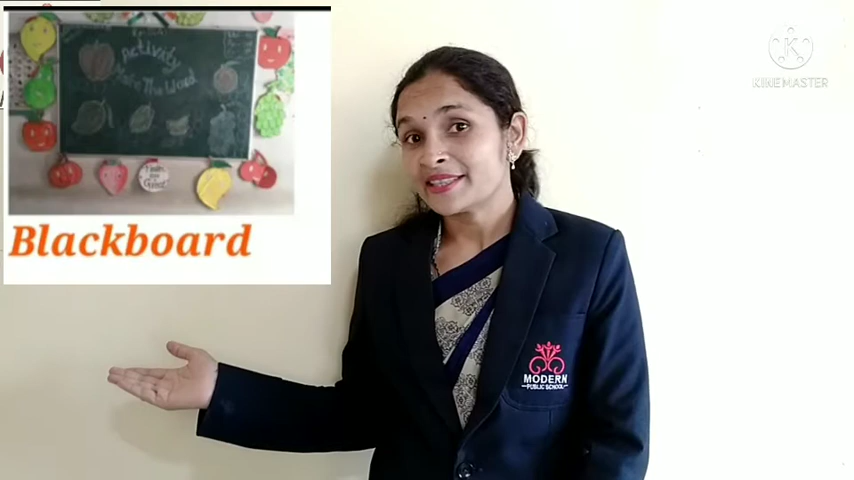 Activity
Make The Word
Blackboard
KINEMASTER
MODERN
PUBLIC SCHOOL